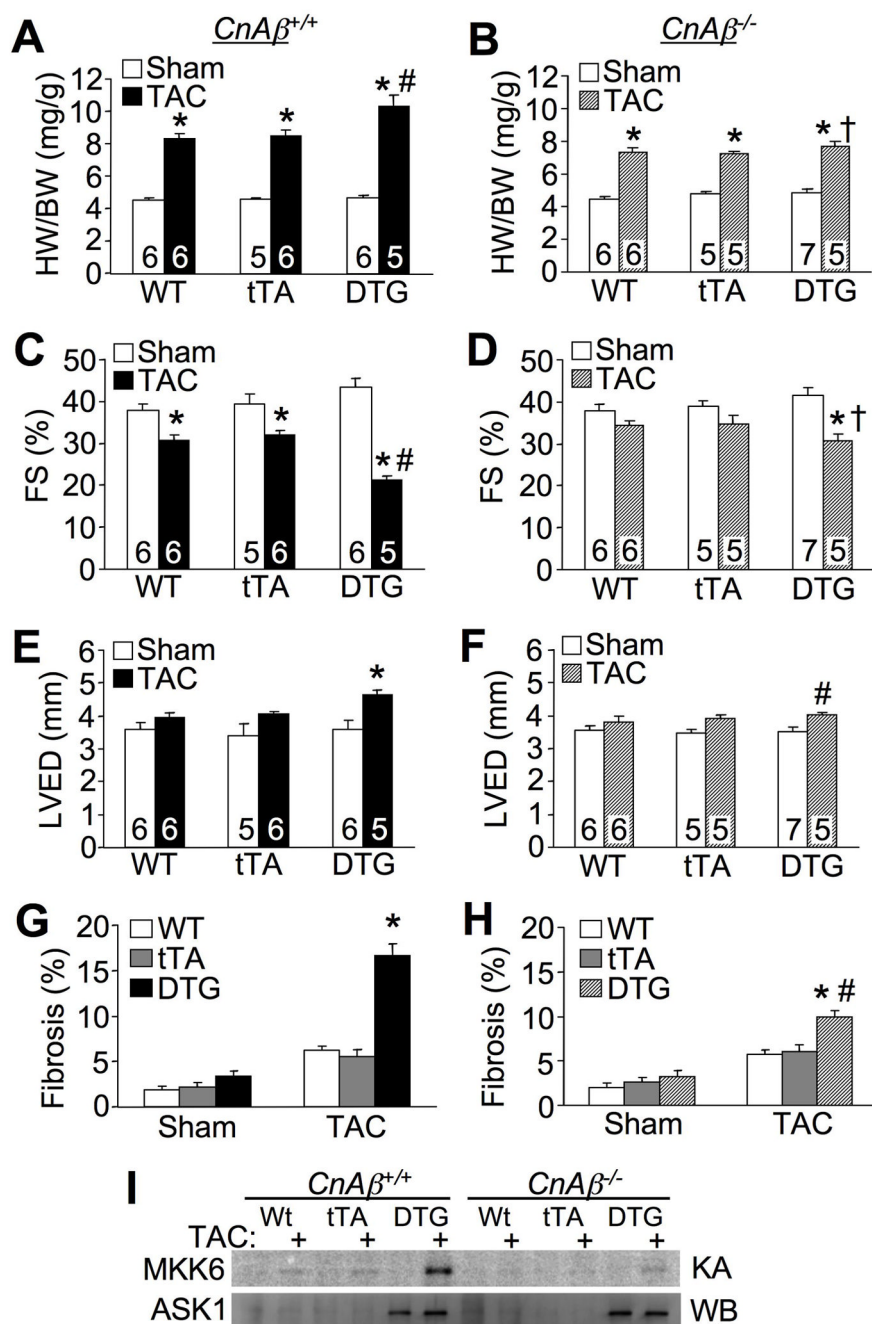 CnAβ+/+
CnAβ-/-
A
Sham
TAC
HW/BW (mg/g)
12
10
8
6
4
2
0
*
*
* #
6 6 5 6 6 5
WT tTA DTG
B
Sham
TAC
HW/BW (mg/g)
12
10
8
6
4
2
0
*
*
* †
6 6 5 5 7 5
WT tTA DTG
C
Sham
TAC
FS (%)
50
40
30
20
10
0
*
*
* #
6 6 5 6 6 5
WT tTA DTG
D
Sham
TAC
FS (%)
50
40
30
20
10
0
* †
6 6 5 5 7 5
WT tTA DTG
E
Sham
TAC
LVED (mm)
6
5
4
3
2
1
0
*
6 6 5 6 6 5
WT tTA DTG
F
Sham
TAC
LVED (mm)
6
5
4
3
2
1
0
#
6 6 5 5 7 5
WT tTA DTG
G
WT
tTA
DTG
Fibrosis (%)
20
15
10
5
0
*
Sham TAC
H
WT
tTA
DTG
Fibrosis (%)
20
15
10
5
0
* #
Sham TAC
I
CnAβ+/+ CnAβ-/-
Wt tTA DTG Wt tTA DTG
TAC: + + + + + +
MKK6 KA
ASK1 WB